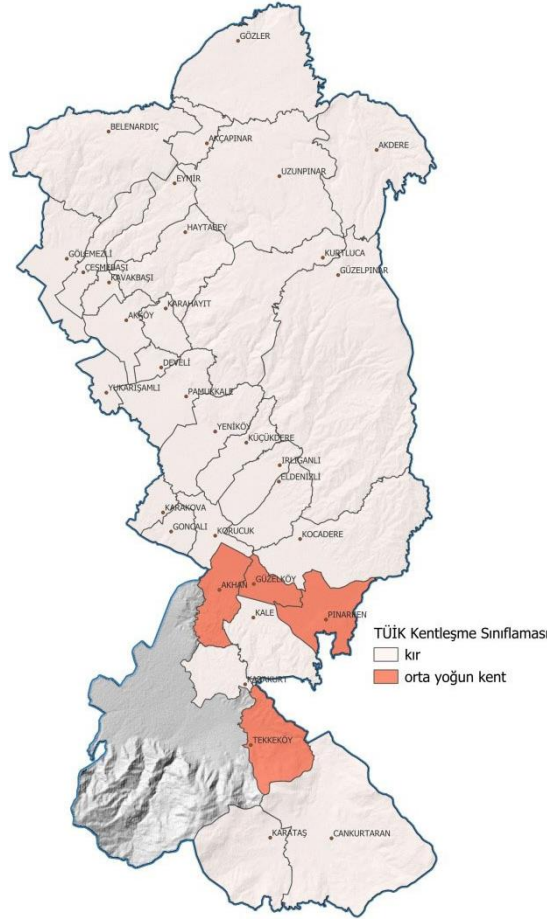 GÖZLER
BELENARDIÇ
AKÇAPINAR
AKDERE
EYMİR
UZUNPINAR
HAYTABEY
GÖLEMEZLİ
KURTLUCA
ÇEŞMEBAŞI
GÜZELPINAR
KAVAKBAŞI
KARAHAYIT
AKKÖY
DEVELİ
YUKARIŞAMLI
PAMUKKALE
YENİKÖY
KÜÇÜKDERE
IRLIGANLI
ELDENİZLİ
KARAKOVA
GONCALI
KORUCUK
KOCADERE
AKHAN
GÜZELKÖY
KALE
PINARKENT
TÜİK Kentleşme Sınıflaması
kır
orta yoğun kent
TEKKEKÖY
KARATAŞ
CANKURTARAN